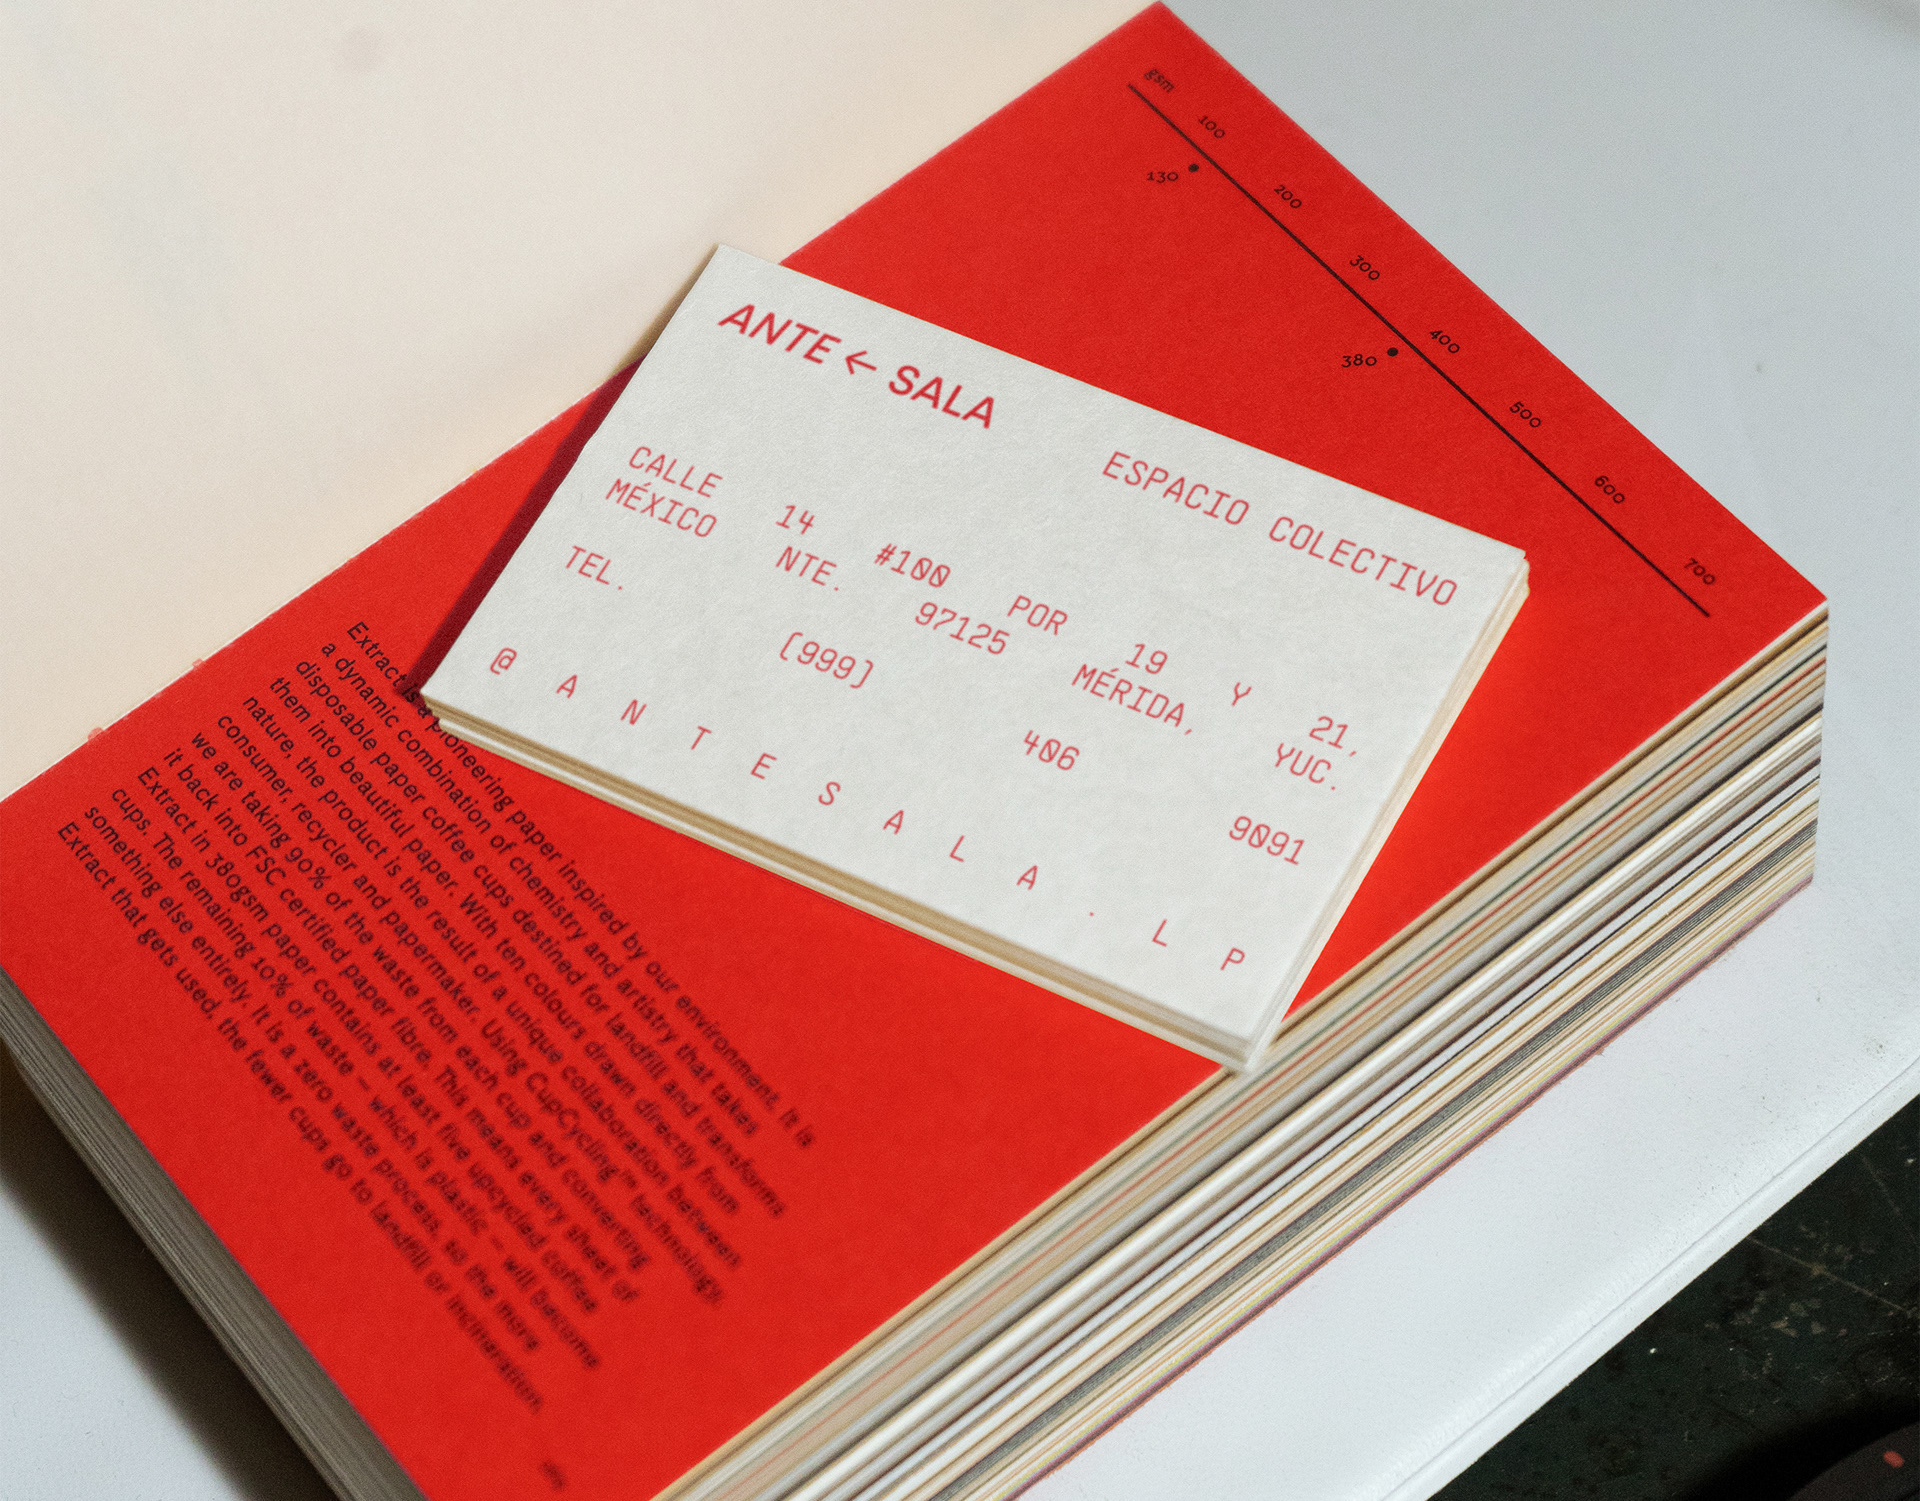 gsm
100
130
200
300
380
400
500
600
700
ANTE ← SALA
ESPACIO COLECTIVO
CALLE 14 #100 POR 19 Y 21,
MÉXICO NTE. 97125 MÉRIDA, YUC.
TEL. (999) 406 9091
@ A N T E S A L A . L P
Extract is a pioneering paper inspired by our environment. It is
a dynamic combination of chemistry and artistry that takes
disposable paper coffee cups destined for landfill and transforms
them into beautiful paper. With ten colours drawn directly from
nature, the product is the result of a unique collaboration between
consumer, recycler and papermaker. Using CupCycling™ technology,
we are taking 90% of the waste from each cup and converting
it back into FSC certified paper fibre. This means every sheet of
Extract in 380gsm paper contains at least five upcycled coffee
cups. The remaining 10% of waste – which is plastic – will become
something else entirely. It is a zero waste process, so the more
Extract that gets used, the fewer cups go to landfill or incineration.